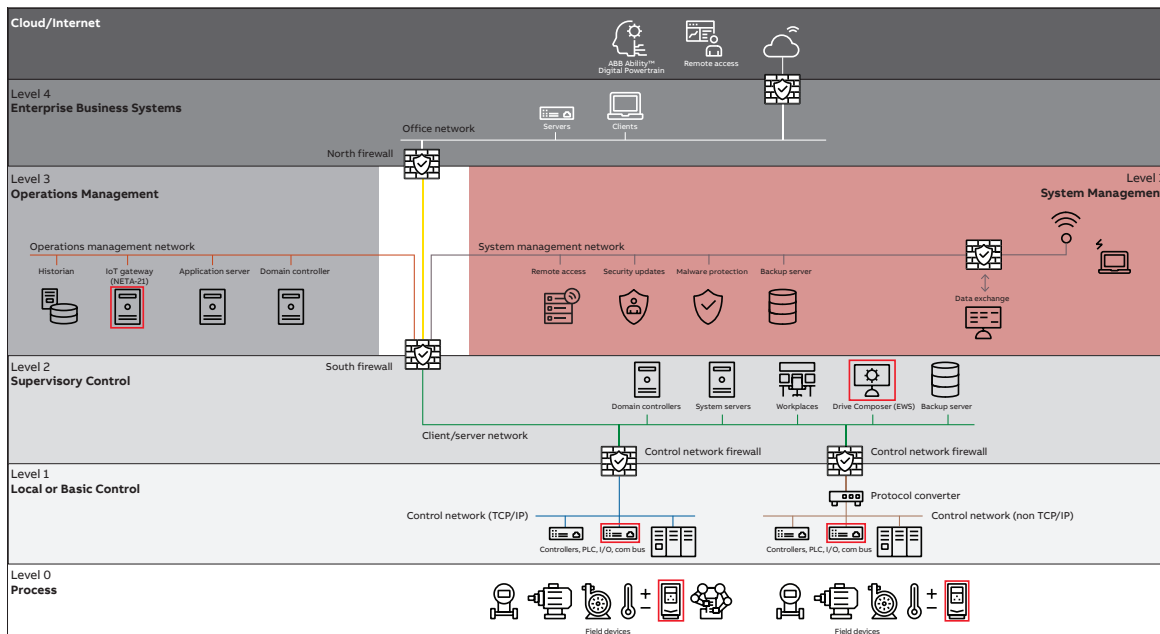 Cloud/Internet
ABB Ability™
Digital Powertrain
Remote access
Level 4
Enterprise Business Systems
Servers
Clients
Office network
North firewall
Level 3
Operations Management
Level 3
System Management
Operations management network
Historian
IoT gateway
(NETA-21)
Application server
Domain controller
System management network
Remote access
Security updates
Malware protection
Backup server
Data exchange
South firewall
Level 2
Supervisory Control
Domain controllers
System servers
Workplaces
Drive Composer (EWS)
Backup server
Client/server network
Control network firewall
Control network firewall
Level 1
Local or Basic Control
Protocol converter
Control network (TCP/IP)
Control network (non TCP/IP)
Controllers, PLC, I/O, com bus
Controllers, PLC, I/O, com bus
Level 0
Process
Field devices
Field devices